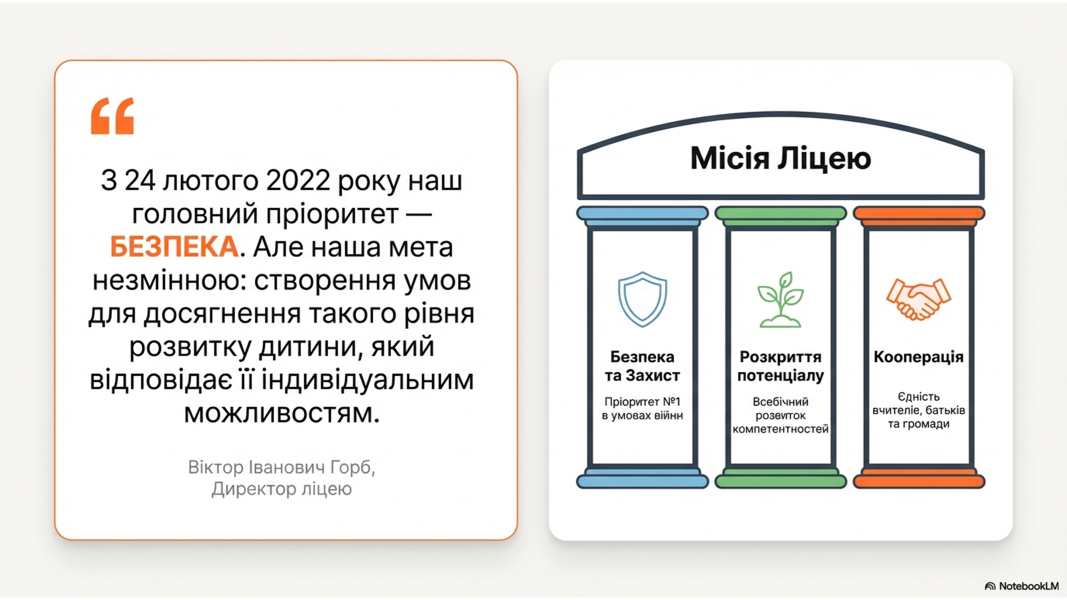 З 24 лютого 2022 року наш
головний пріоритет —
БЕЗПЕКА. Але наша мета
незмінною: створення умов
для досягнення такого рівня
розвитку дитини, який
відповідає її індивідуальним
можливостям.
Віктор Іванович Горб,
Директор ліцею
Місія Ліцею
Безпека
та Захист
Пріоритет №1
в умовах війнн
Розкриття
потенціалу
Всебічний
розвиток
компетентностей
Кооперація
Єдність
вчителів, батьків
та громади
NotebookLM